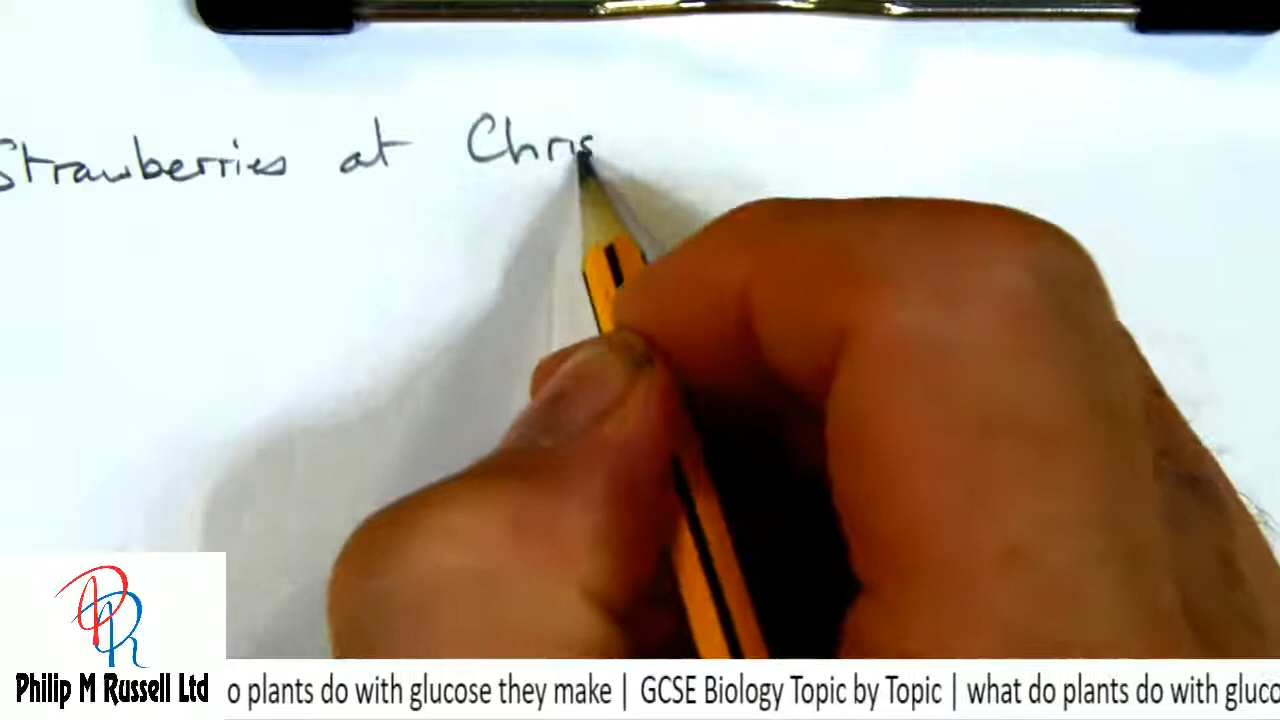 Strawberries at Chris
Philip M Russell Ltd
o plants do with glucose they make | GCSE Biology Topic by Topic | what do plants do with gluco